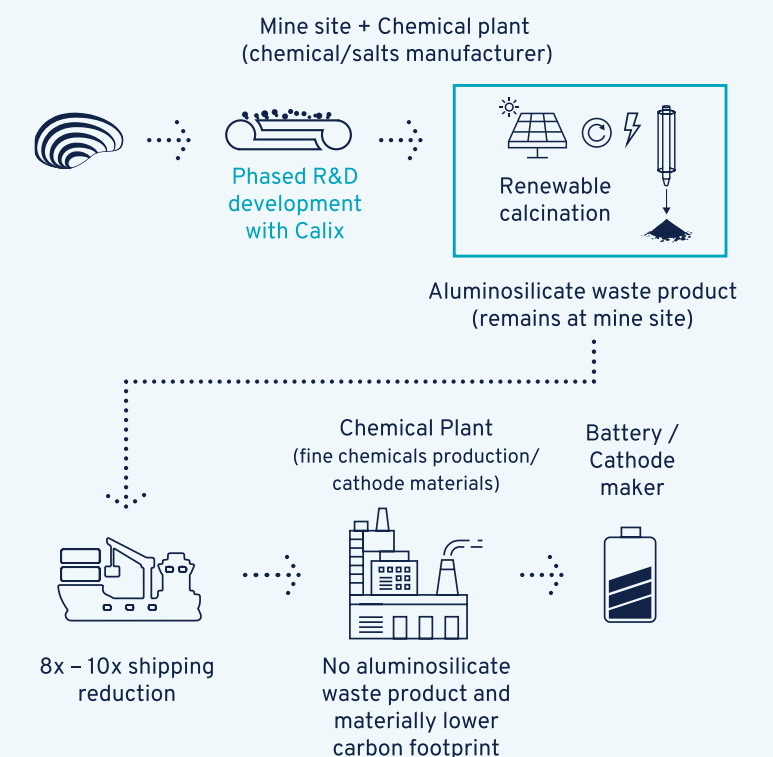 Mine site + Chemical plant
(chemical/salts manufacturer)
Phased R&D
development
with Calix
Renewable
calcination
Aluminosilicate waste product
(remains at mine site)
Chemical Plant
(fine chemicals production/
cathode materials)
Battery /
Cathode
maker
8x – 10x shipping
reduction
No aluminosilicate
waste product and
materially lower
carbon footprint